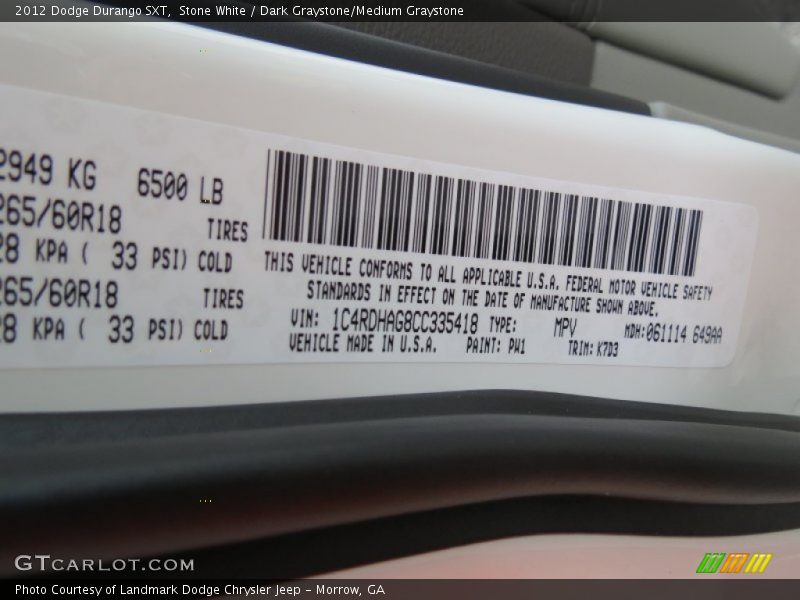 2012 Dodge Durango SXT, Stone White / Dark Graystone/Medium Graystone
2949 KG 6500 LB
265/60R18 TIRES
28 KPA ( 33 PSI) COLD
265/60R18 TIRES
28 KPA ( 33 PSI) COLD
THIS VEHICLE CONFORMS TO ALL APPLICABLE U.S.A. FEDERAL MOTOR VEHICLE SAFETY
STANDARDS IN EFFECT ON THE DATE OF MANUFACTURE SHOWN ABOVE.
VIN: 1C4RDHAG8CC335418 TYPE: MPV MDH:061114 649AA
VEHICLE MADE IN U.S.A. PAINT: PW1 TRIM: K7D3
GTCARLOT.COM
Photo Courtesy of Landmark Dodge Chrysler Jeep - Morrow, GA